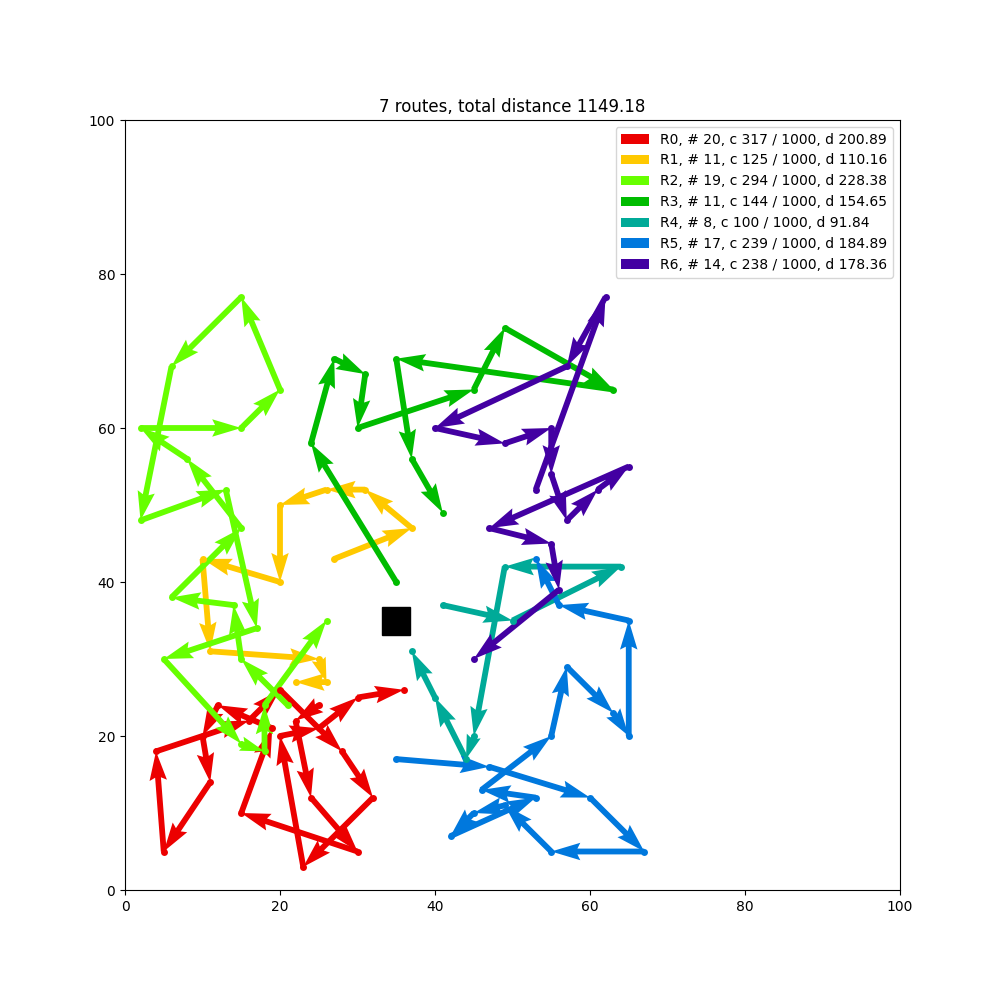 7 routes, total distance 1149.18
R0, # 20, c 317 / 1000, d 200.89
R1, # 11, c 125 / 1000, d 110.16
R2, # 19, c 294 / 1000, d 228.38
R3, # 11, c 144 / 1000, d 154.65
R4, # 8, c 100 / 1000, d 91.84
R5, # 17, c 239 / 1000, d 184.89
R6, # 14, c 238 / 1000, d 178.36
100
80
60
40
20
0
0 20 40 60 80 100